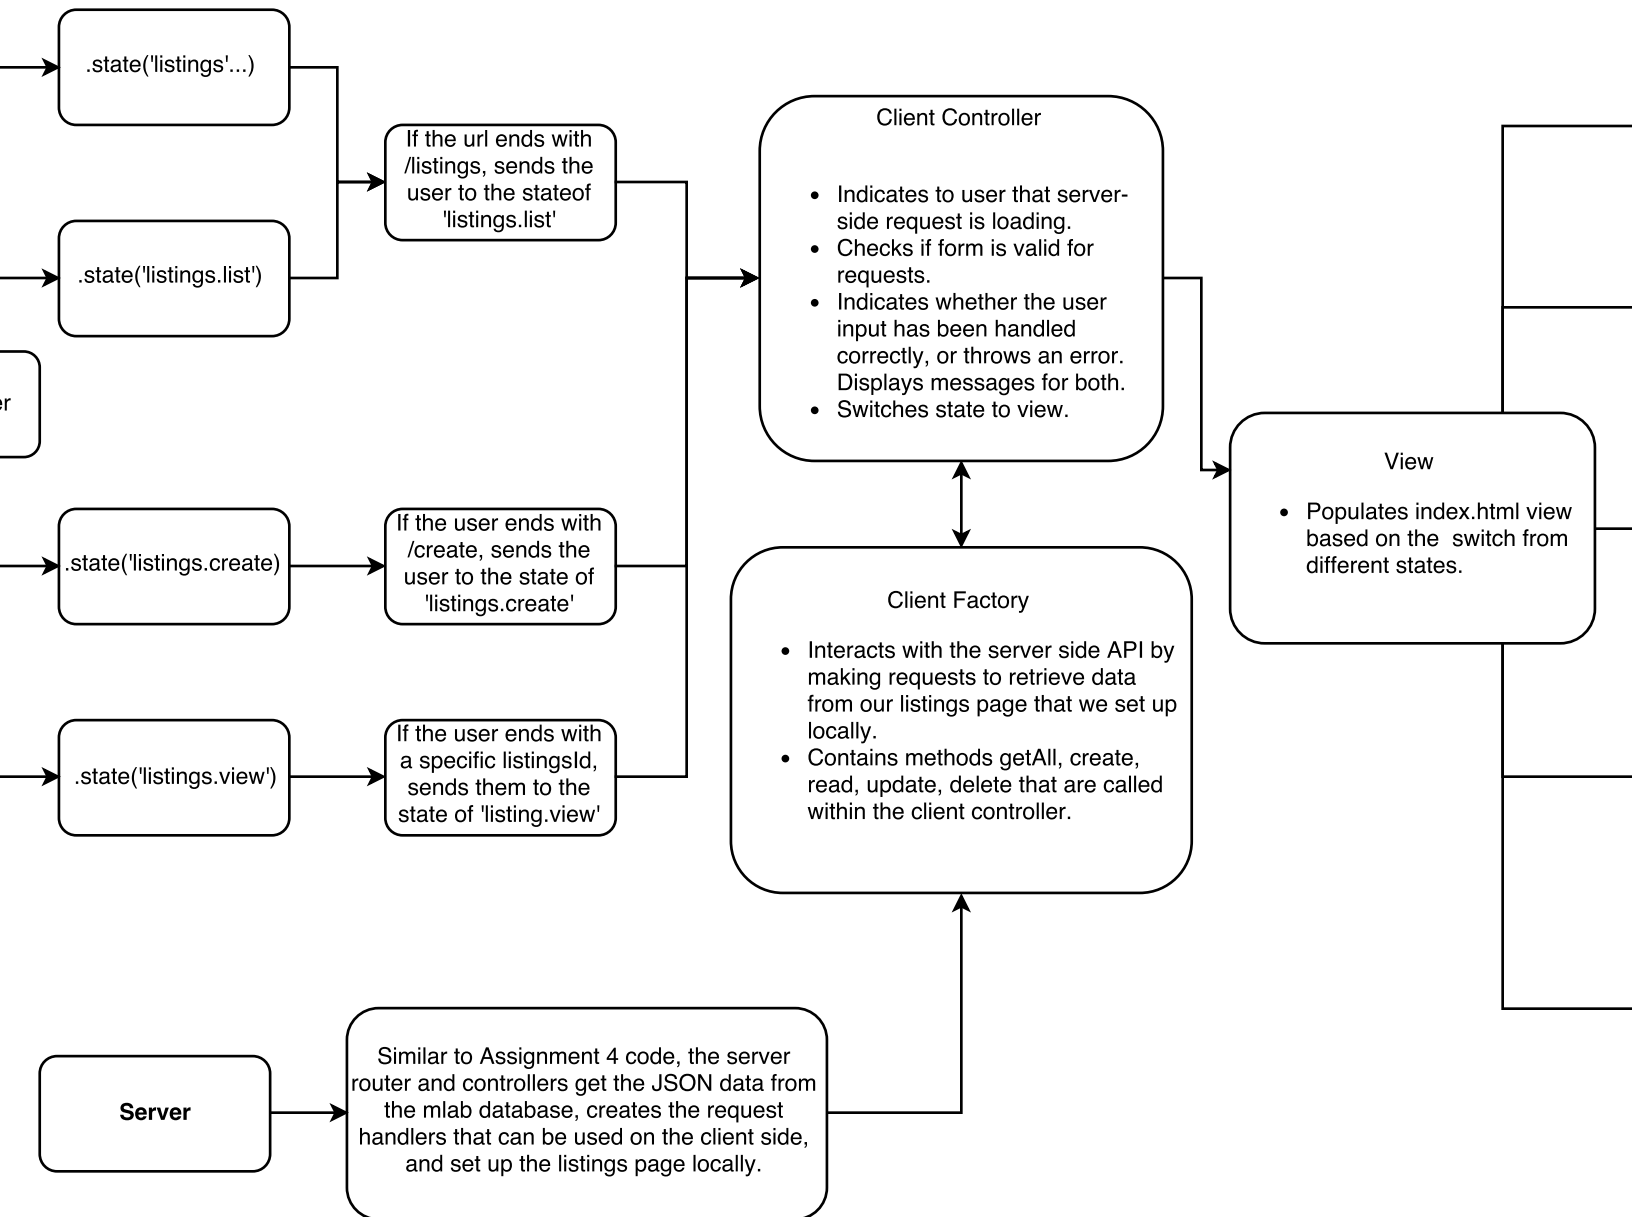 .state('listings'...)
If the url ends with
/listings, sends the
user to the stateof
'listings.list'
.state('listings.list')
er
.state('listings.create)
If the user ends with
/create, sends the
user to the state of
'listings.create'
.state('listings.view')
If the user ends with
a specific listingsId,
sends them to the
state of 'listing.view'
Client Controller
• Indicates to user that server-
side request is loading.
• Checks if form is valid for
requests.
• Indicates whether the user
input has been handled
correctly, or throws an error.
Displays messages for both.
• Switches state to view.
Client Factory
• Interacts with the server side API by
making requests to retrieve data
from our listings page that we set up
locally.
• Contains methods getAll, create,
read, update, delete that are called
within the client controller.
View
• Populates index.html view
based on the  switch from
different states.
Server
Similar to Assignment 4 code, the server
router and controllers get the JSON data from
the mlab database, creates the request
handlers that can be used on the client side,
and set up the listings page locally.